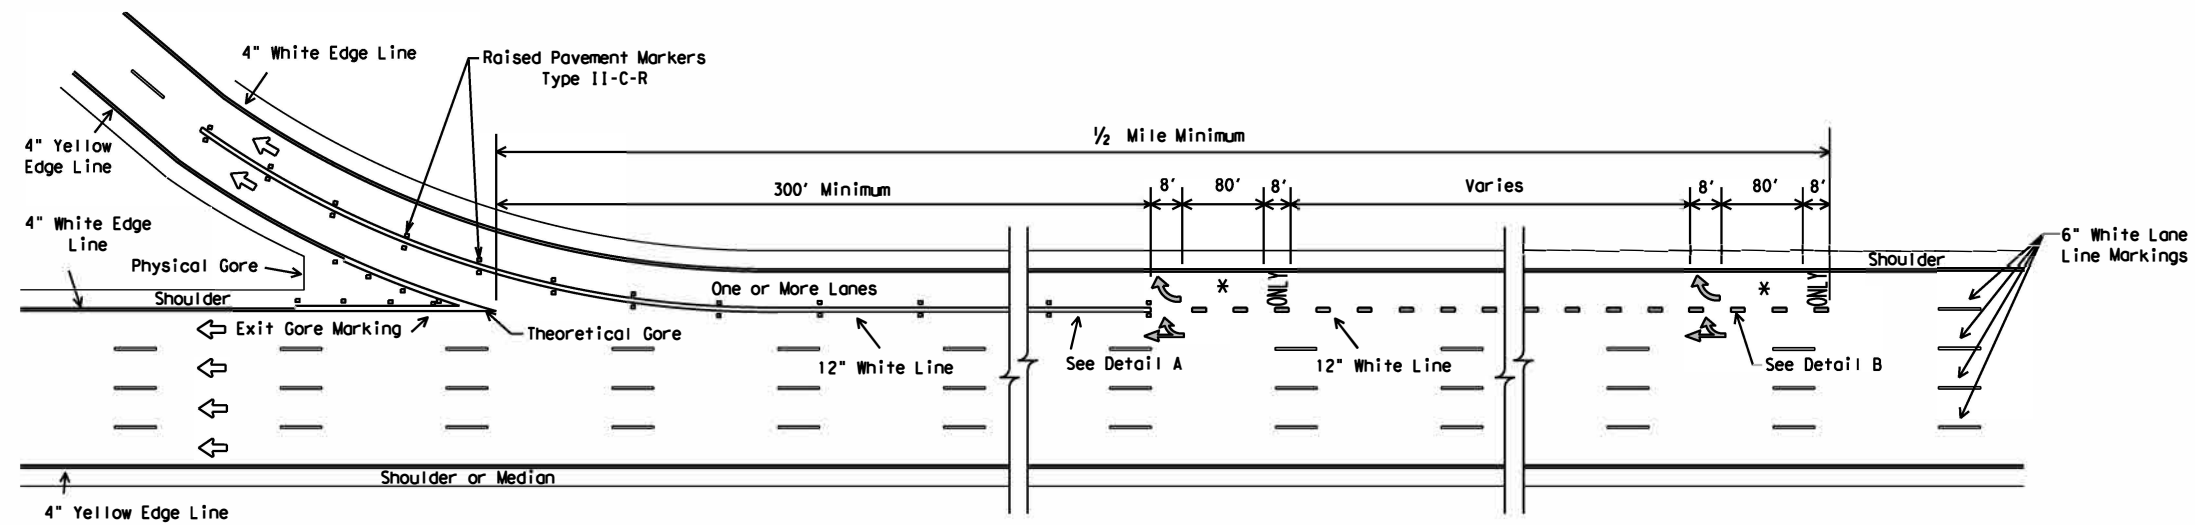 4" White Edge Line
Raised Pavement Markers
Type II-C-R
½ Mile Minimum
4" Yellow
Edge Line
300' Minimum
8'
80'
8'
Varies
8'
80'
8'
4" White Edge
Line
6" White Lane
Line Markings
Physical Gore
Shoulder
Shoulder
One or More Lanes
*
ONLY
*
ONLY
Exit Gore Marking
Theoretical Gore
12" White Line
See Detail A
12" White Line
See Detail B
Shoulder or Median
4" Yellow Edge Line